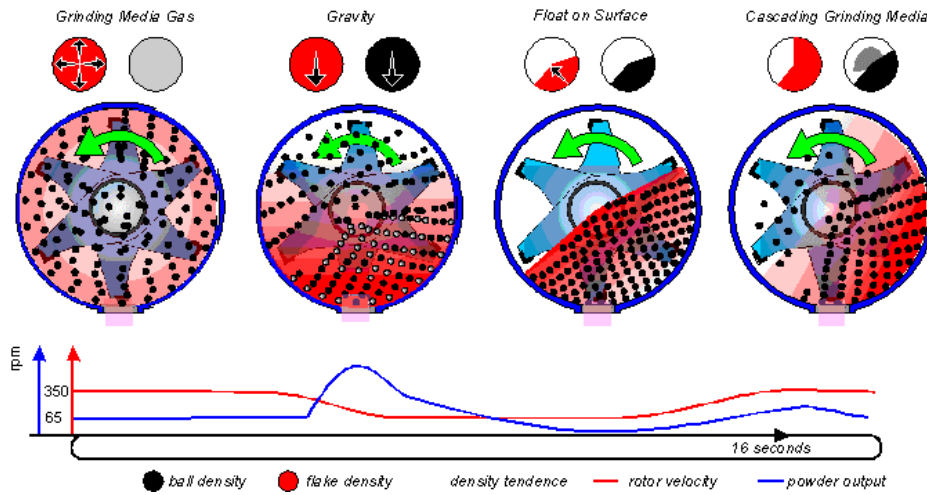 Grinding Media Gas
Gravity
Float on Surface
Cascading Grinding Media
rpm
350
65
16 seconds
ball density
flake density
density tendence
rotor velocity
powder output